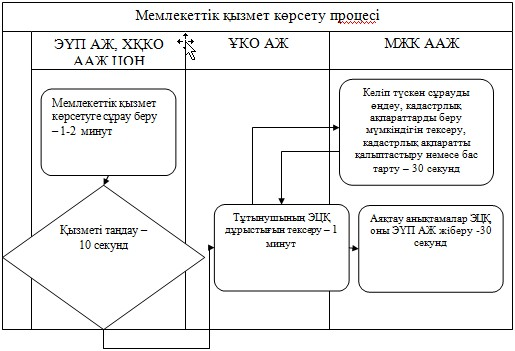 Мемлекеттік қызмет көрсету процесі
ЭҮП АЖ, ХҚКО
ААЖ ЦОН
ҰКО АЖ
МЖК ААЖ
Мемлекеттік қызмет
көрсетуге сұрау беру
– 1-2 минут
Келіп түскен сұрауды
өңдеу, кадастрлық
ақпараттарды беру
мүмкіндігін тексеру,
кадастрлық ақпаратты
қалыптастыру немесе бас
тарту – 30 секунд
Қызметі таңдау –
10 секунд
Тұтынушының ЭЦҚ
дұрыстығын тексеру – 1
минут
Аяқтау анықтамалар ЭЦҚ
оны ЭҮП АЖ жіберу -30
секунд